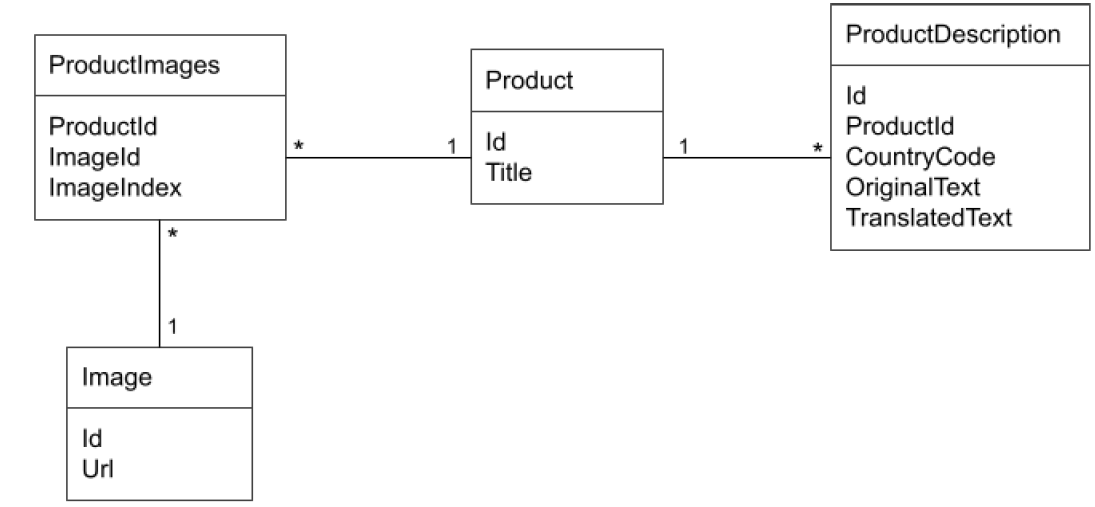 ProductImages
ProductId
ImageId
ImageIndex
*
1
Product
Id
Title
1
*
ProductDescription
Id
ProductId
CountryCode
OriginalText
TranslatedText
*
1
Image
Id
Url